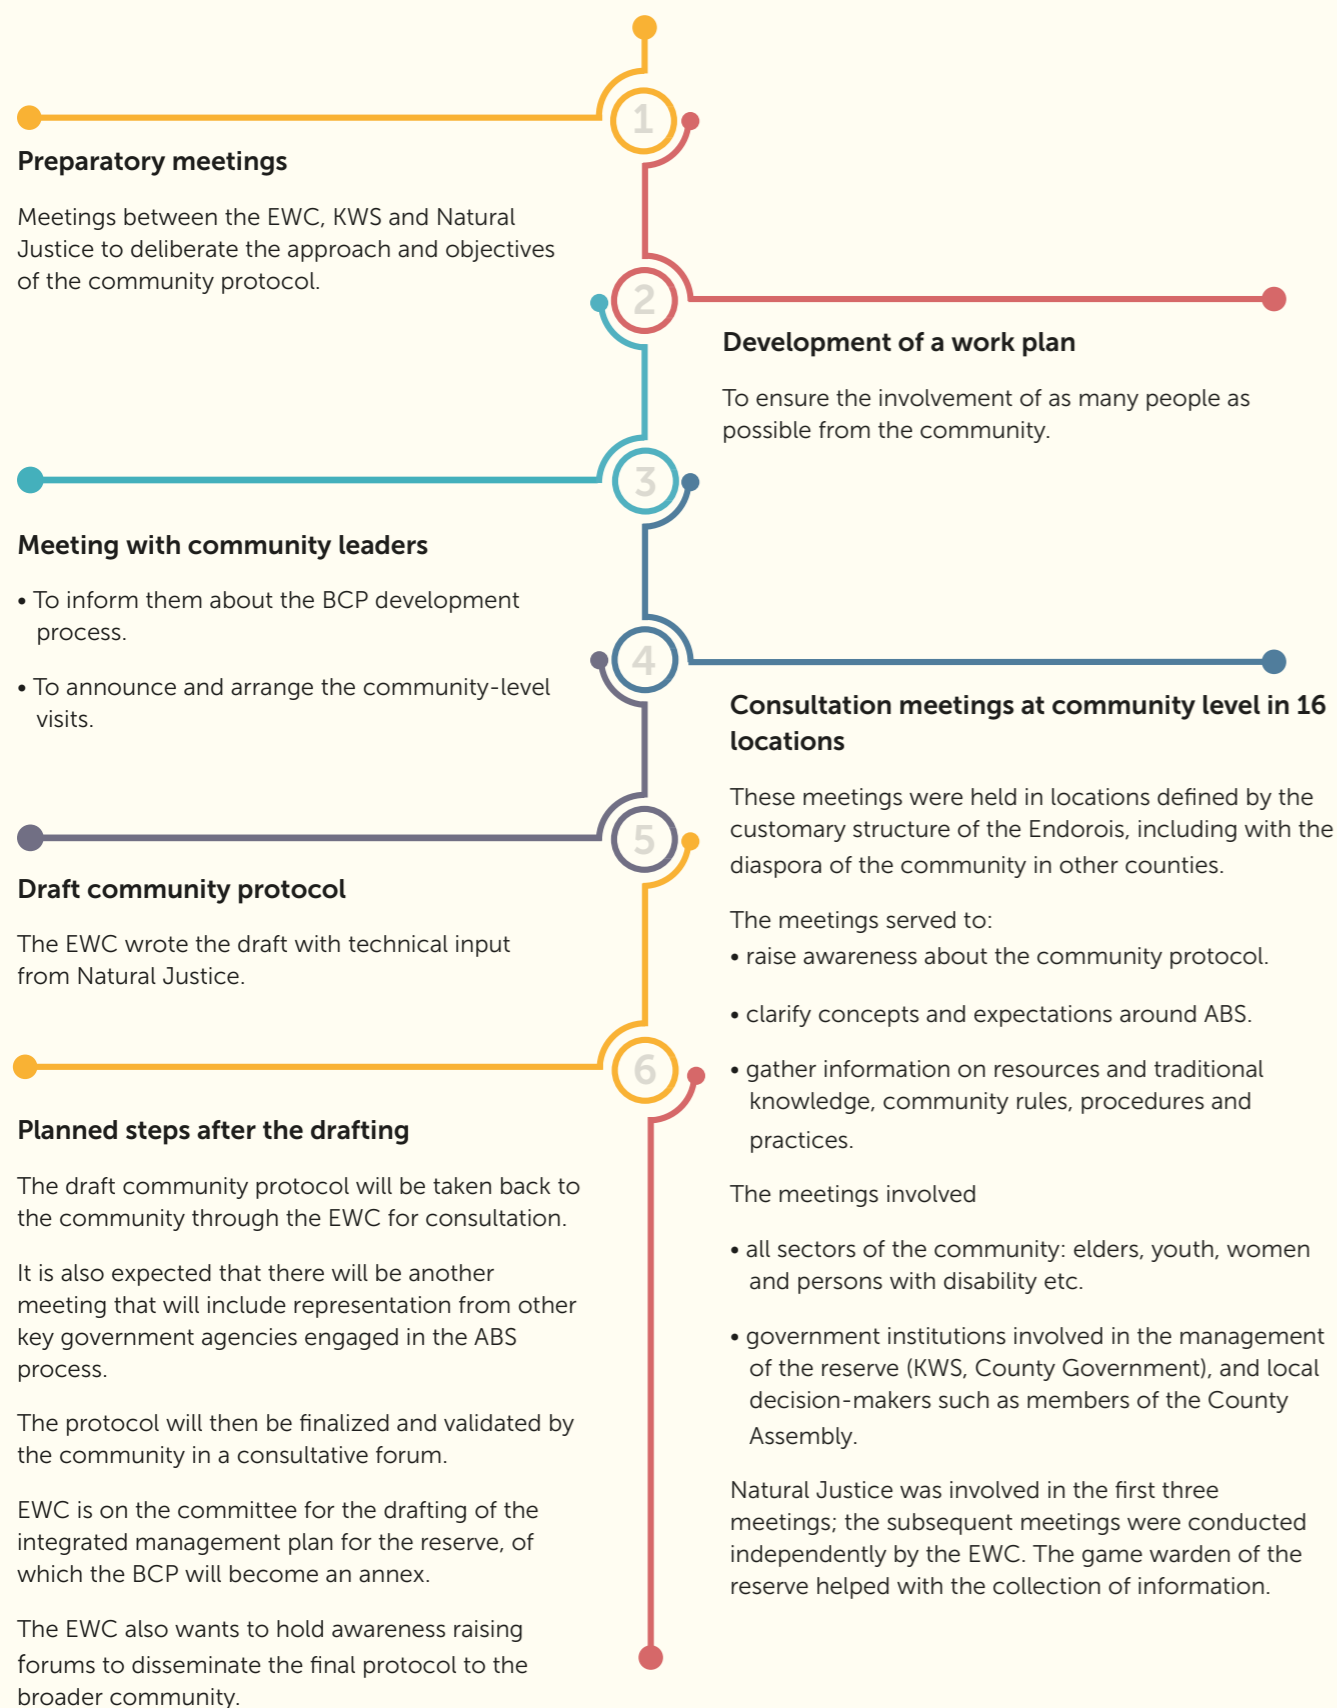 1
Preparatory meetings
Meetings between the EWC, KWS and Natural
Justice to deliberate the approach and objectives
of the community protocol.
2
Development of a work plan
To ensure the involvement of as many people as
possible from the community.
3
Meeting with community leaders
• To inform them about the BCP development
process.
• To announce and arrange the community-level
visits.
4
Consultation meetings at community level in 16
locations
These meetings were held in locations defined by the
customary structure of the Endorois, including with the
diaspora of the community in other counties.
The meetings served to:
• raise awareness about the community protocol.
• clarify concepts and expectations around ABS.
• gather information on resources and traditional
knowledge, community rules, procedures and
practices.
The meetings involved
• all sectors of the community: elders, youth, women
and persons with disability etc.
• government institutions involved in the management
of the reserve (KWS, County Government), and local
decision-makers such as members of the County
Assembly.
Natural Justice was involved in the first three
meetings; the subsequent meetings were conducted
independently by the EWC. The game warden of the
reserve helped with the collection of information.
5
Draft community protocol
The EWC wrote the draft with technical input
from Natural Justice.
6
Planned steps after the drafting
The draft community protocol will be taken back to
the community through the EWC for consultation.
It is also expected that there will be another
meeting that will include representation from other
key government agencies engaged in the ABS
process.
The protocol will then be finalized and validated by
the community in a consultative forum.
EWC is on the committee for the drafting of the
integrated management plan for the reserve, of
which the BCP will become an annex.
The EWC also wants to hold awareness raising
forums to disseminate the final protocol to the
broader community.